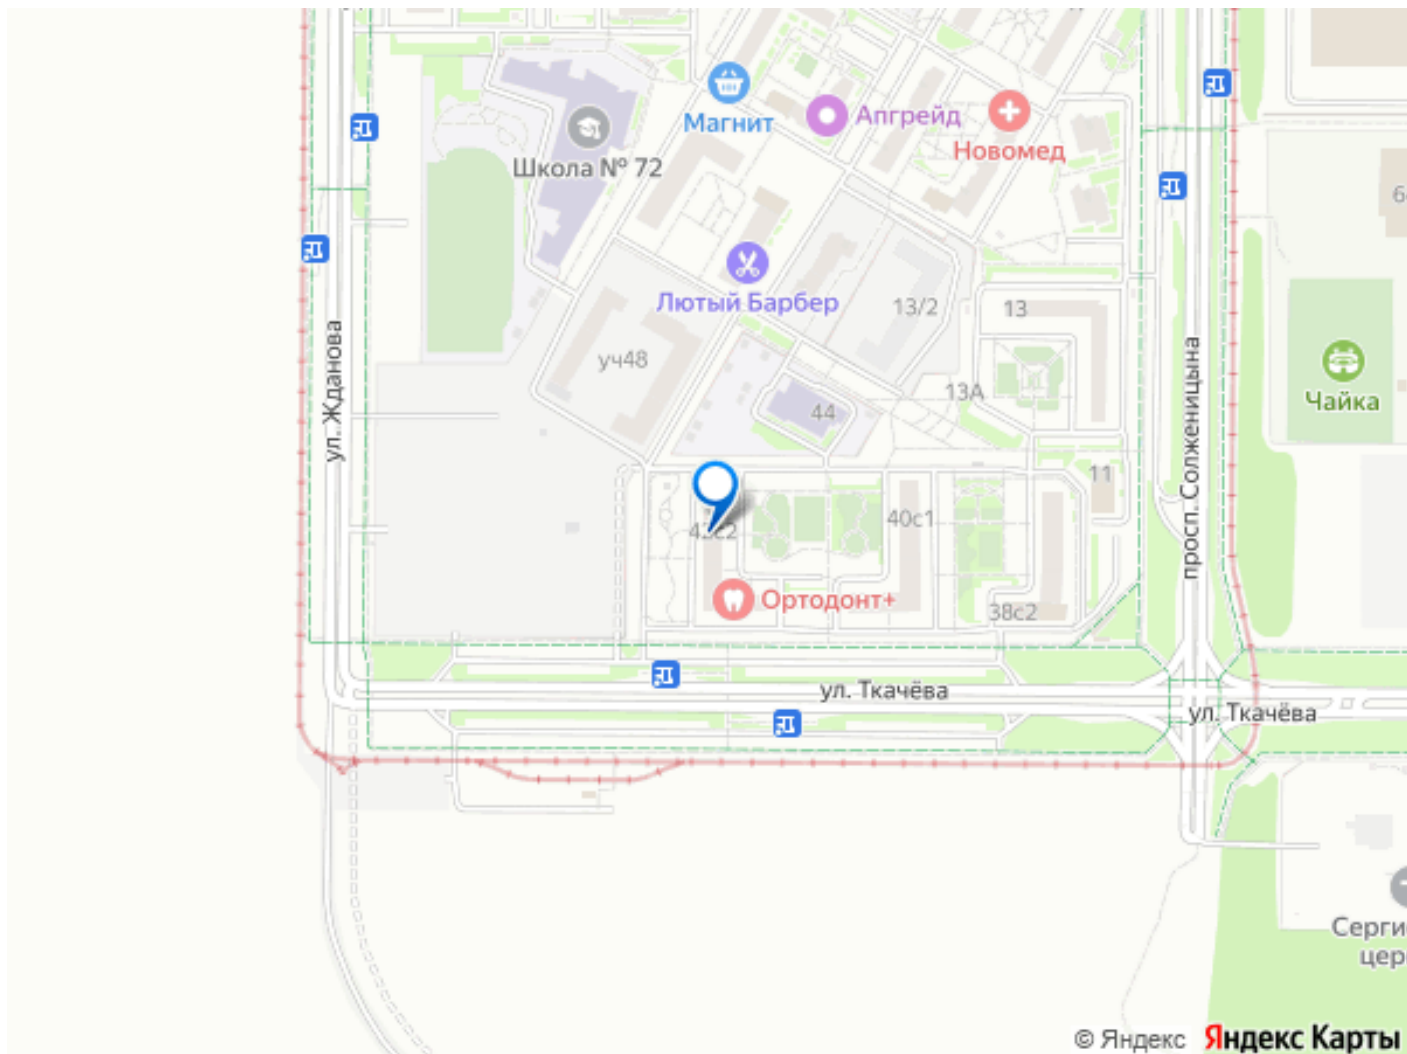 Магнит
Апгрейд
Новомед
Школа № 72
Лютый Барбер
13/2
13
уч48
ул. Жданова
просп. Солженицына
Чайка
13А
44
11
42с2
40с1
Ортодонт+
38с2
ул. Ткачёва
ул. Ткачёва
© Яндекс Яндекс Карты